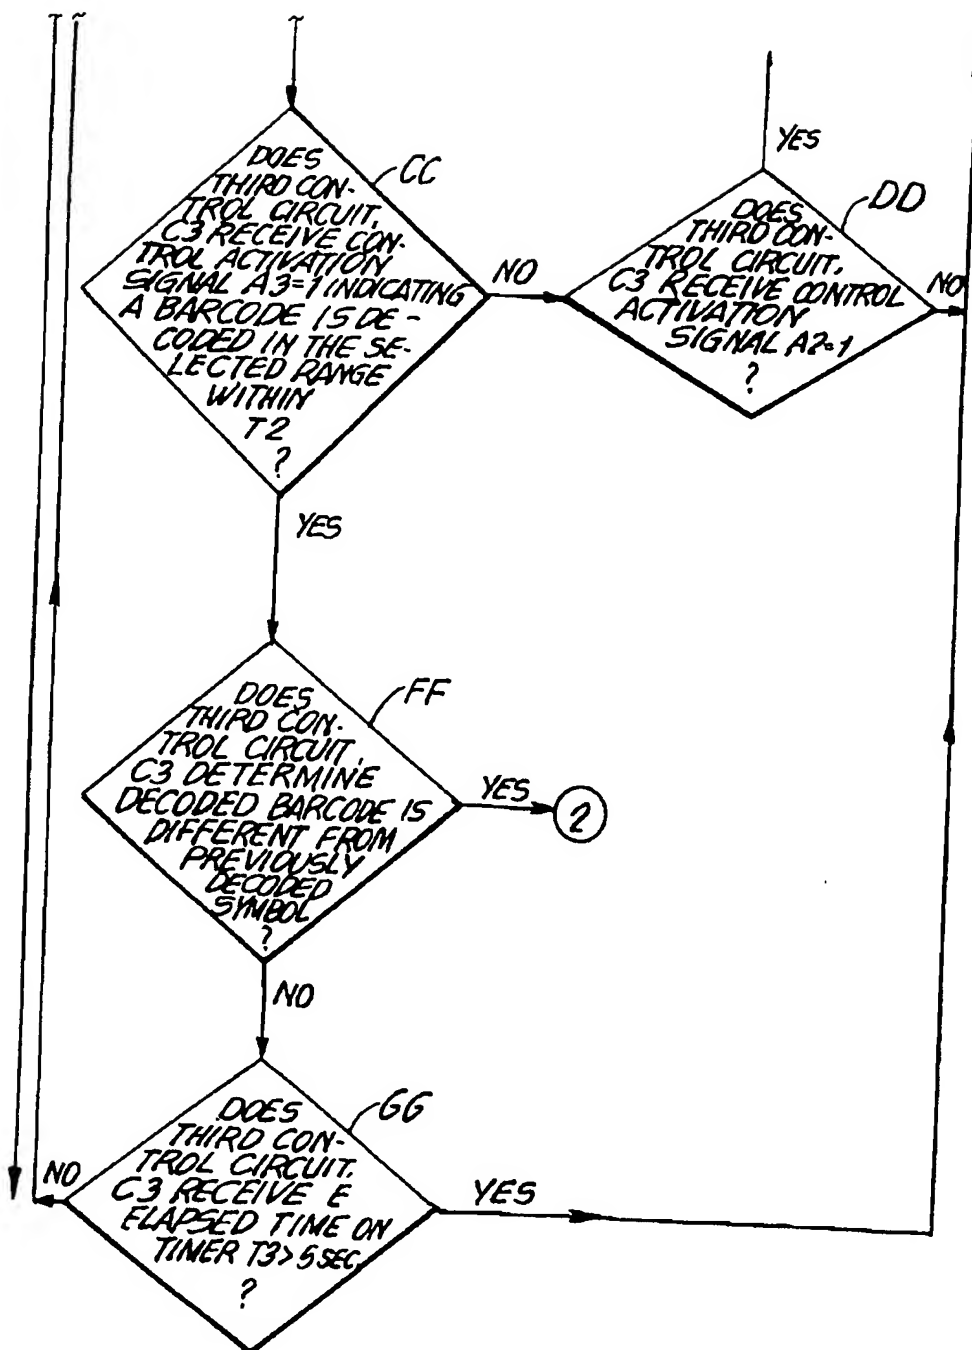 DOES
THIRD CON-
TROL CIRCUIT,
C3 RECEIVE CON-
TROL ACTIVATION
SIGNAL A3=1 INDICATING
A BARCODE IS DE-
CODED IN THE SE-
LECTED RANGE
WITHIN
T2
?
CC
NO
YES
DOES
THIRD CON-
TROL CIRCUIT,
C3 RECEIVE CONTROL
ACTIVATION
SIGNAL A2=1
?
DD
YES
NO
DOES
THIRD CON-
TROL CIRCUIT,
C3 DETERMINE
DECODED BARCODE IS
DIFFERENT FROM
PREVIOUSLY
DECODED
SYMBOL
?
FF
YES
2
NO
DOES
THIRD CON-
TROL CIRCUIT,
C3 RECEIVE E
ELAPSED TIME ON
TIMER T3>5 SEC.
?
GG
NO
YES